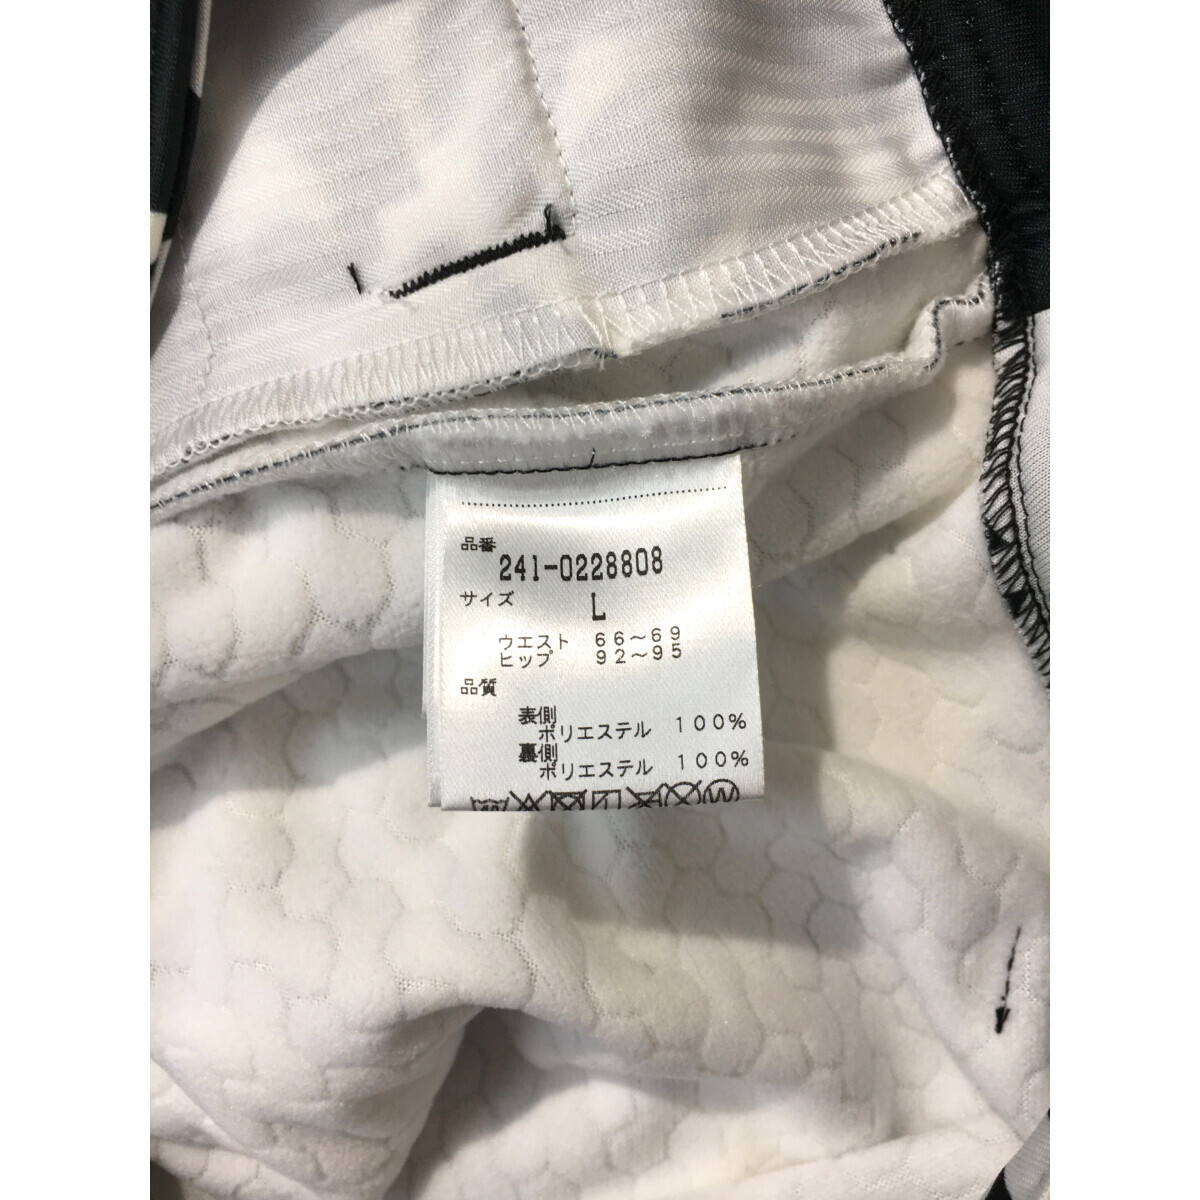 品番
241-0228808
サイズ
L
ウエスト 66〜69
ヒップ 92〜95
品質
表側
ポリエステル 100%
裏側
ポリエステル 100%